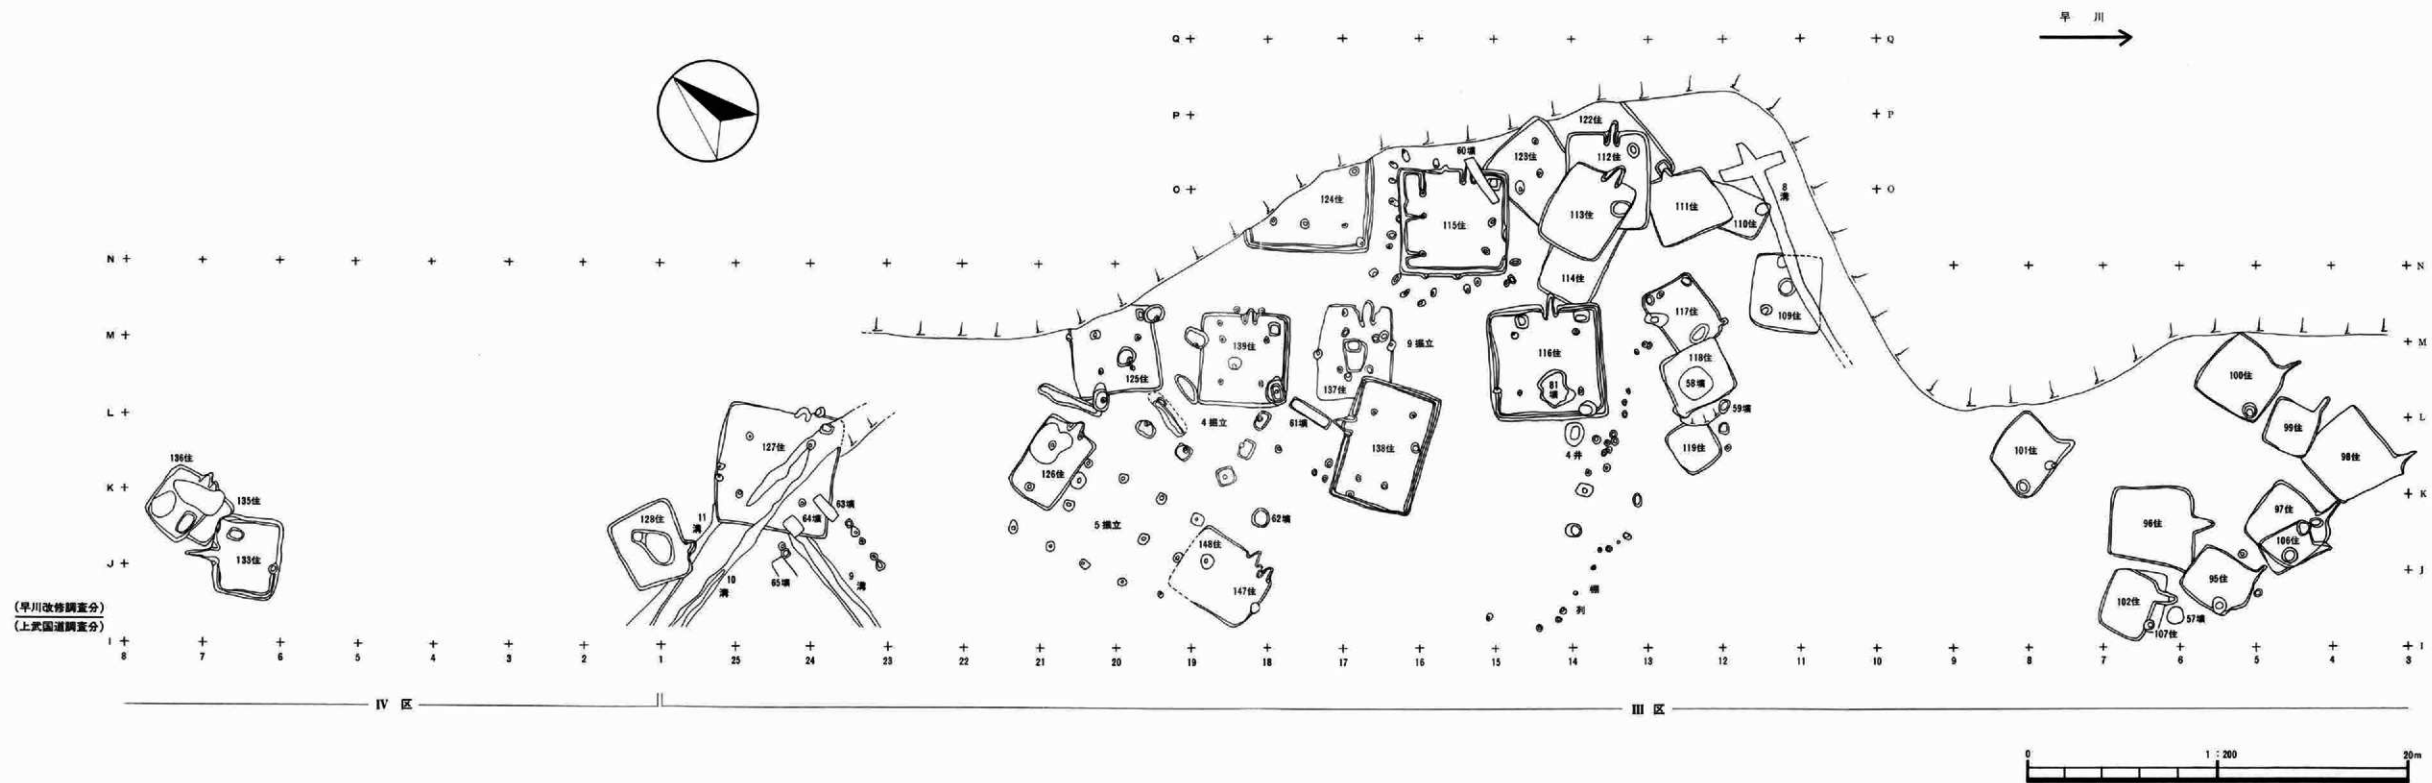 早 川
Q Q
P P
O O
N N
M M
L L
K K
J J
I I
122住
60壙
123住
112住
124住
113住
111住
8溝
115住
110住
114住
117住
109住
139住
9掘立
116住
118住
125住
137住
81壙
58壙
100住
4掘立
61壙
59壙
99住
127住
138住
4井
119住
101住
98住
136住
126住
135住
128住
11溝
64壙
63壙
5掘立
62壙
96住
97住
106住
133住
148住
65壙
10溝
9溝
147住
柵列
95住
102住
107住
57壙
(早川改修調査分)
(上武国道調査分)
8 7 6 5 4 3 2 1 25 24 23 22 21 20 19 18 17 16 15 14 13 12 11 10 9 8 7 6 5 4 3
IV 区
III 区
0 1:200 20m